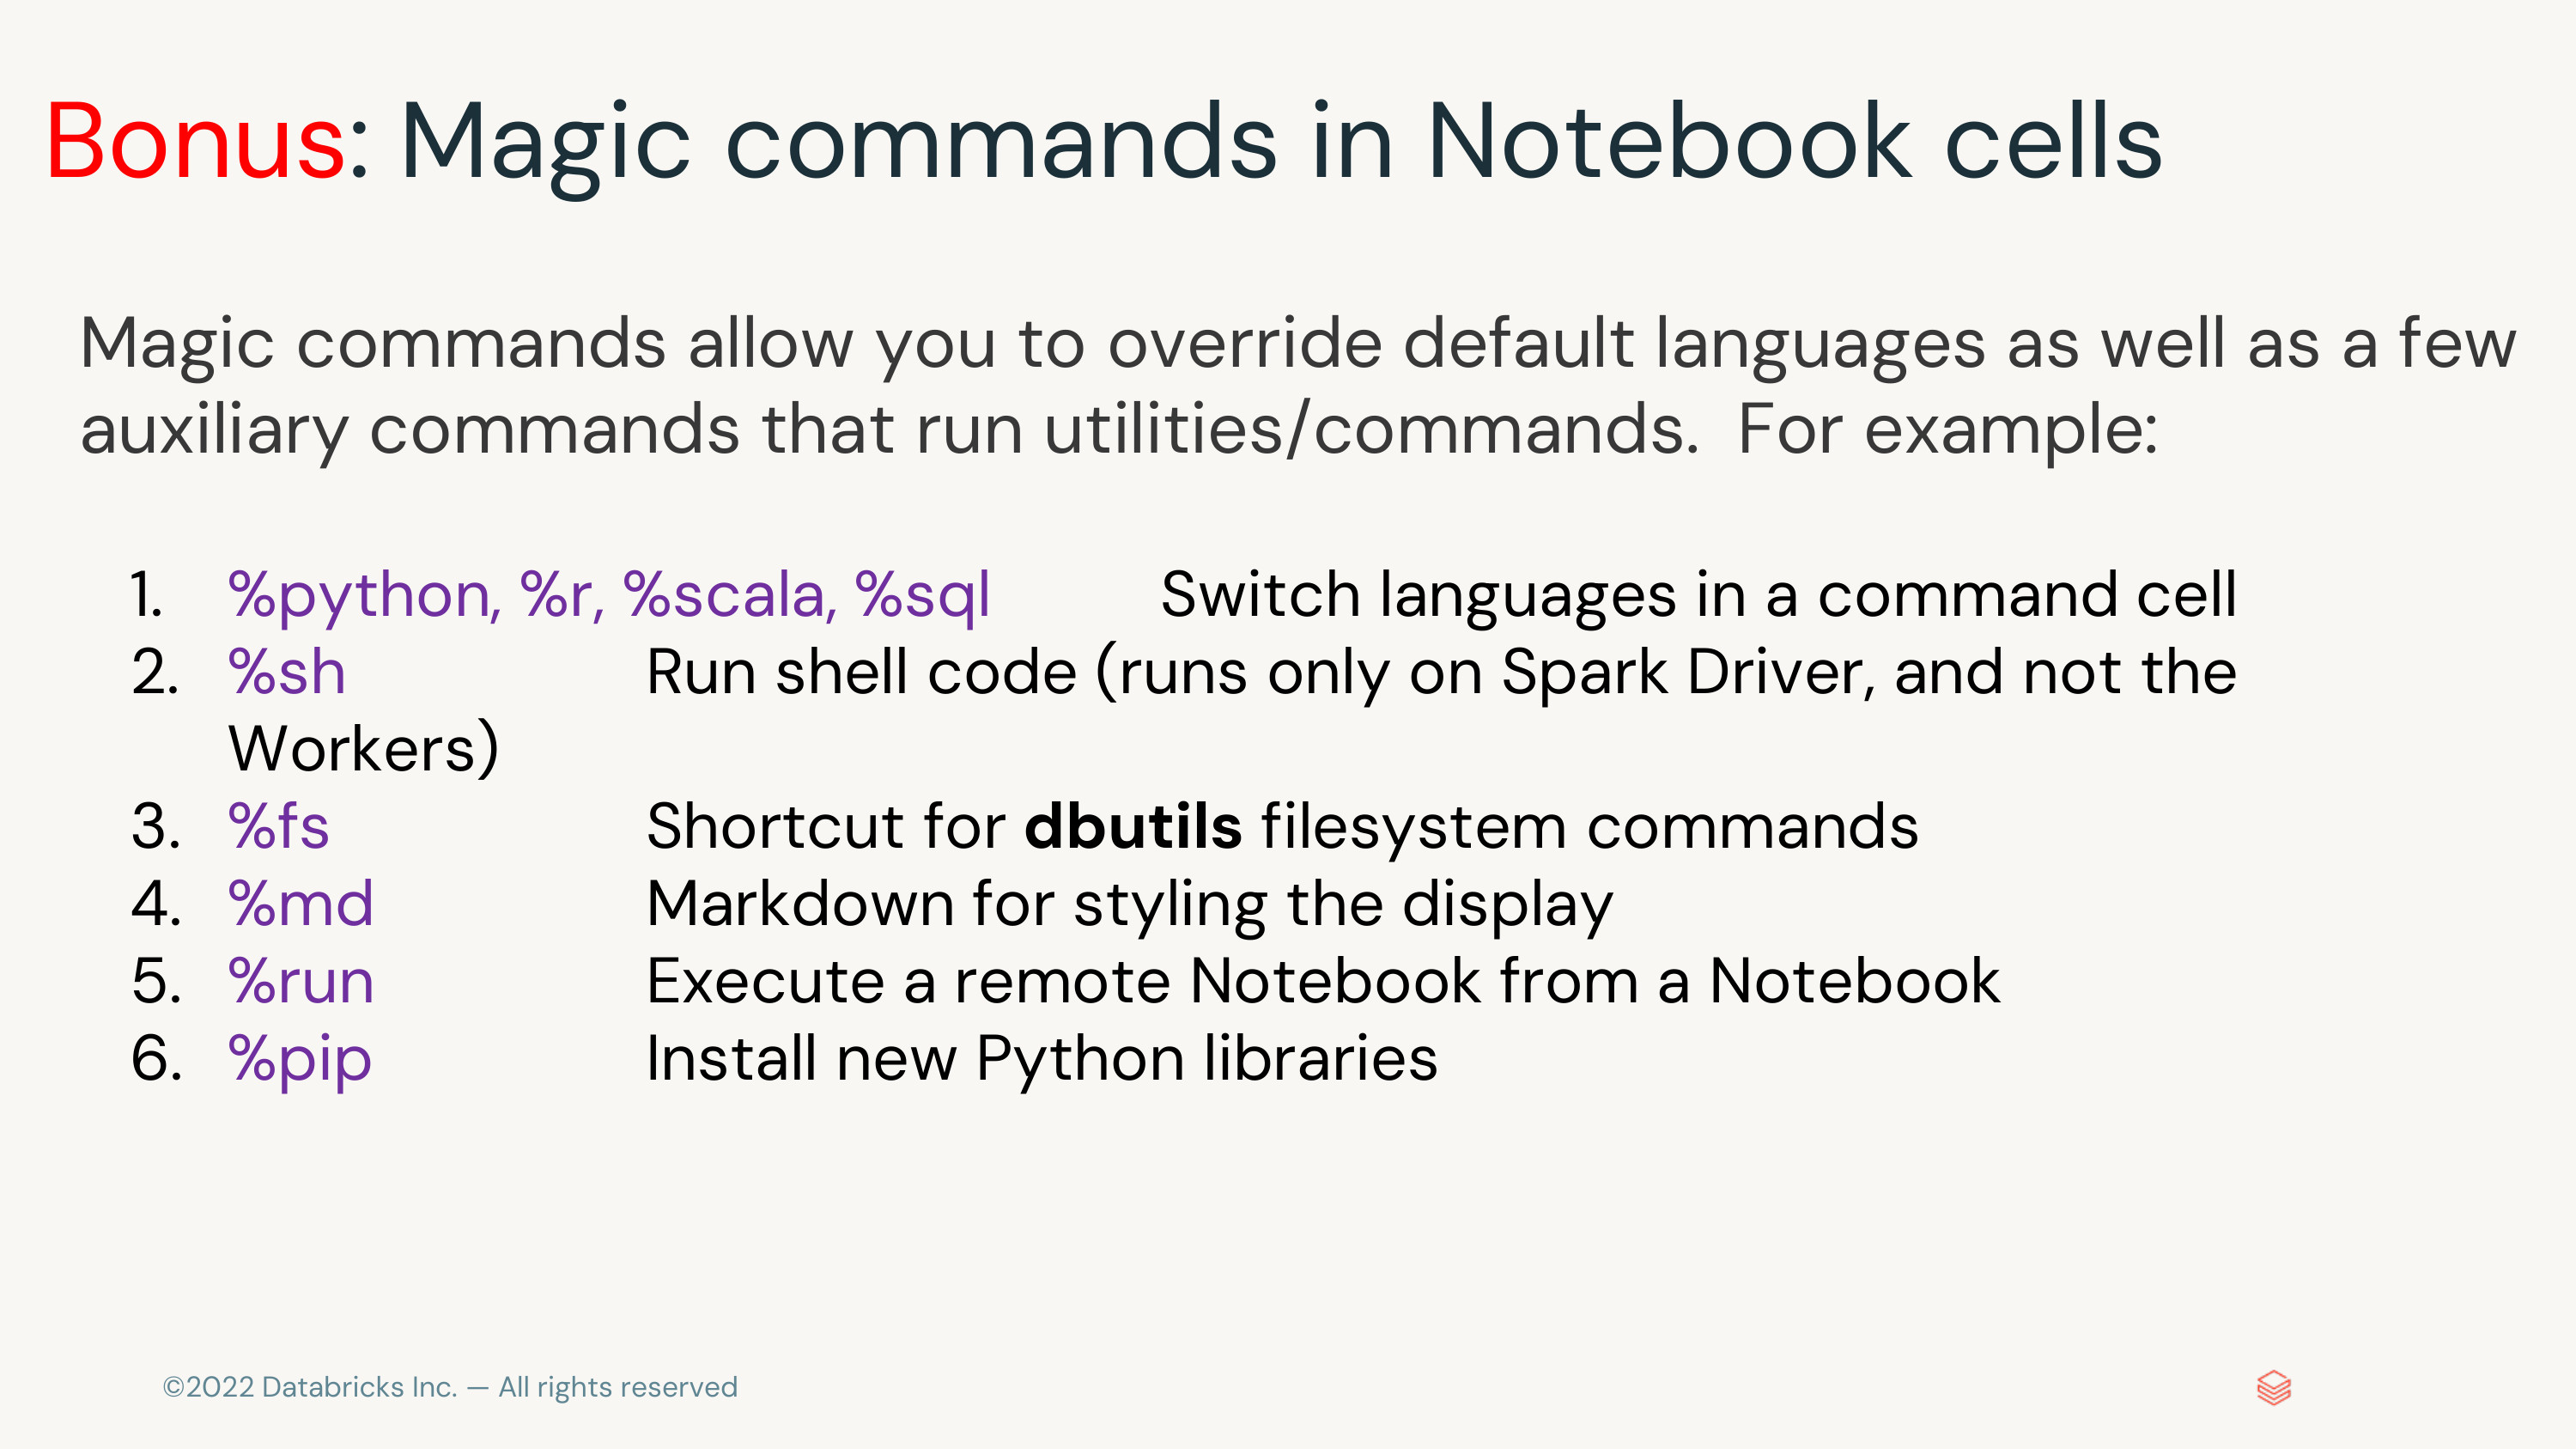 Bonus: Magic commands in Notebook cells
Magic commands allow you to override default languages as well as a few
auxiliary commands that run utilities/commands.  For example:
1. %python, %r, %scala, %sql Switch languages in a command cell
2. %sh Run shell code (runs only on Spark Driver, and not the
Workers)
3. %fs Shortcut for dbutils filesystem commands
4. %md Markdown for styling the display
5. %run Execute a remote Notebook from a Notebook
6. %pip Install new Python libraries
©2022 Databricks Inc. — All rights reserved